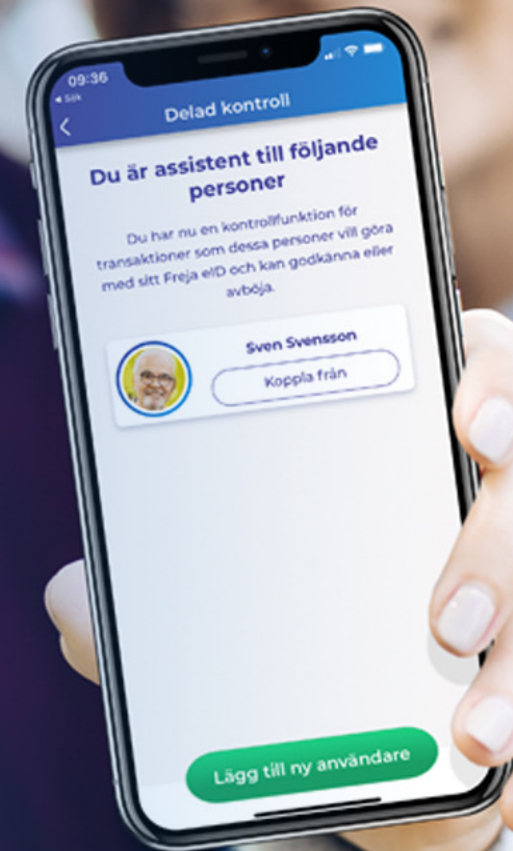 09:36
◄ Sök
Delad kontroll
Du är assistent till följande
personer
Du har nu en kontrollfunktion för
transaktioner som dessa personer vill göra
med sitt Freja eID och kan godkänna eller
avböja.
Sven Svensson
Koppla från
Lägg till ny användare